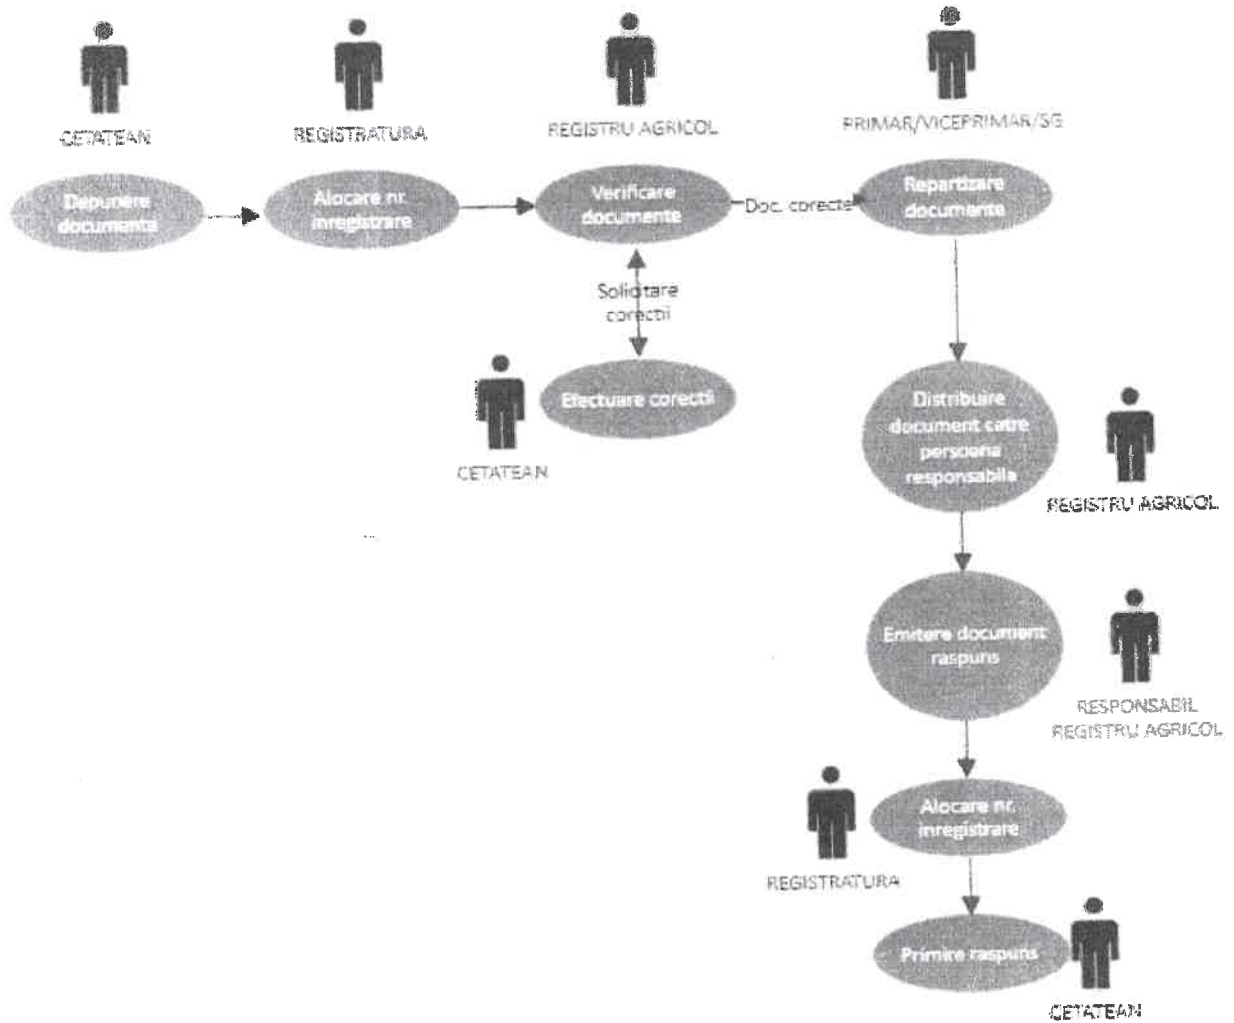 CETATEAN
REGISTRATURA
REGISTRU AGRICOL
PRIMAR/VICEPRIMAR/SG
Depunere
documente
Alocare nr.
inregistrare
Verificare
documente
Doc. corecte
Repartizare
documente
Solicitare
corectii
Efectuare corectii
CETATEAN
Distribuire
document catre
persoana
responsabila
REGISTRU AGRICOL
Emitere document
raspuns
RESPONSABIL
REGISTRU AGRICOL
Alocare nr.
inregistrare
REGISTRATURA
Primire raspuns
CETATEAN